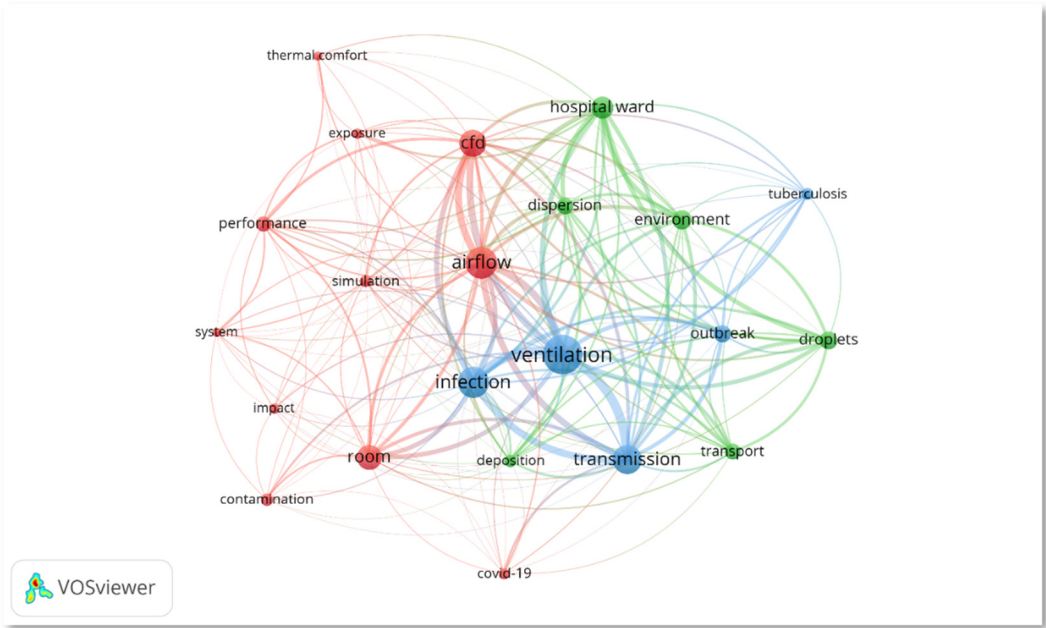 thermal comfort
hospital ward
exposure
cfd
tuberculosis
dispersion
environment
performance
airflow
simulation
system
outbreak
droplets
ventilation
infection
impact
room
deposition
transmission
transport
contamination
covid-19
VOSviewer